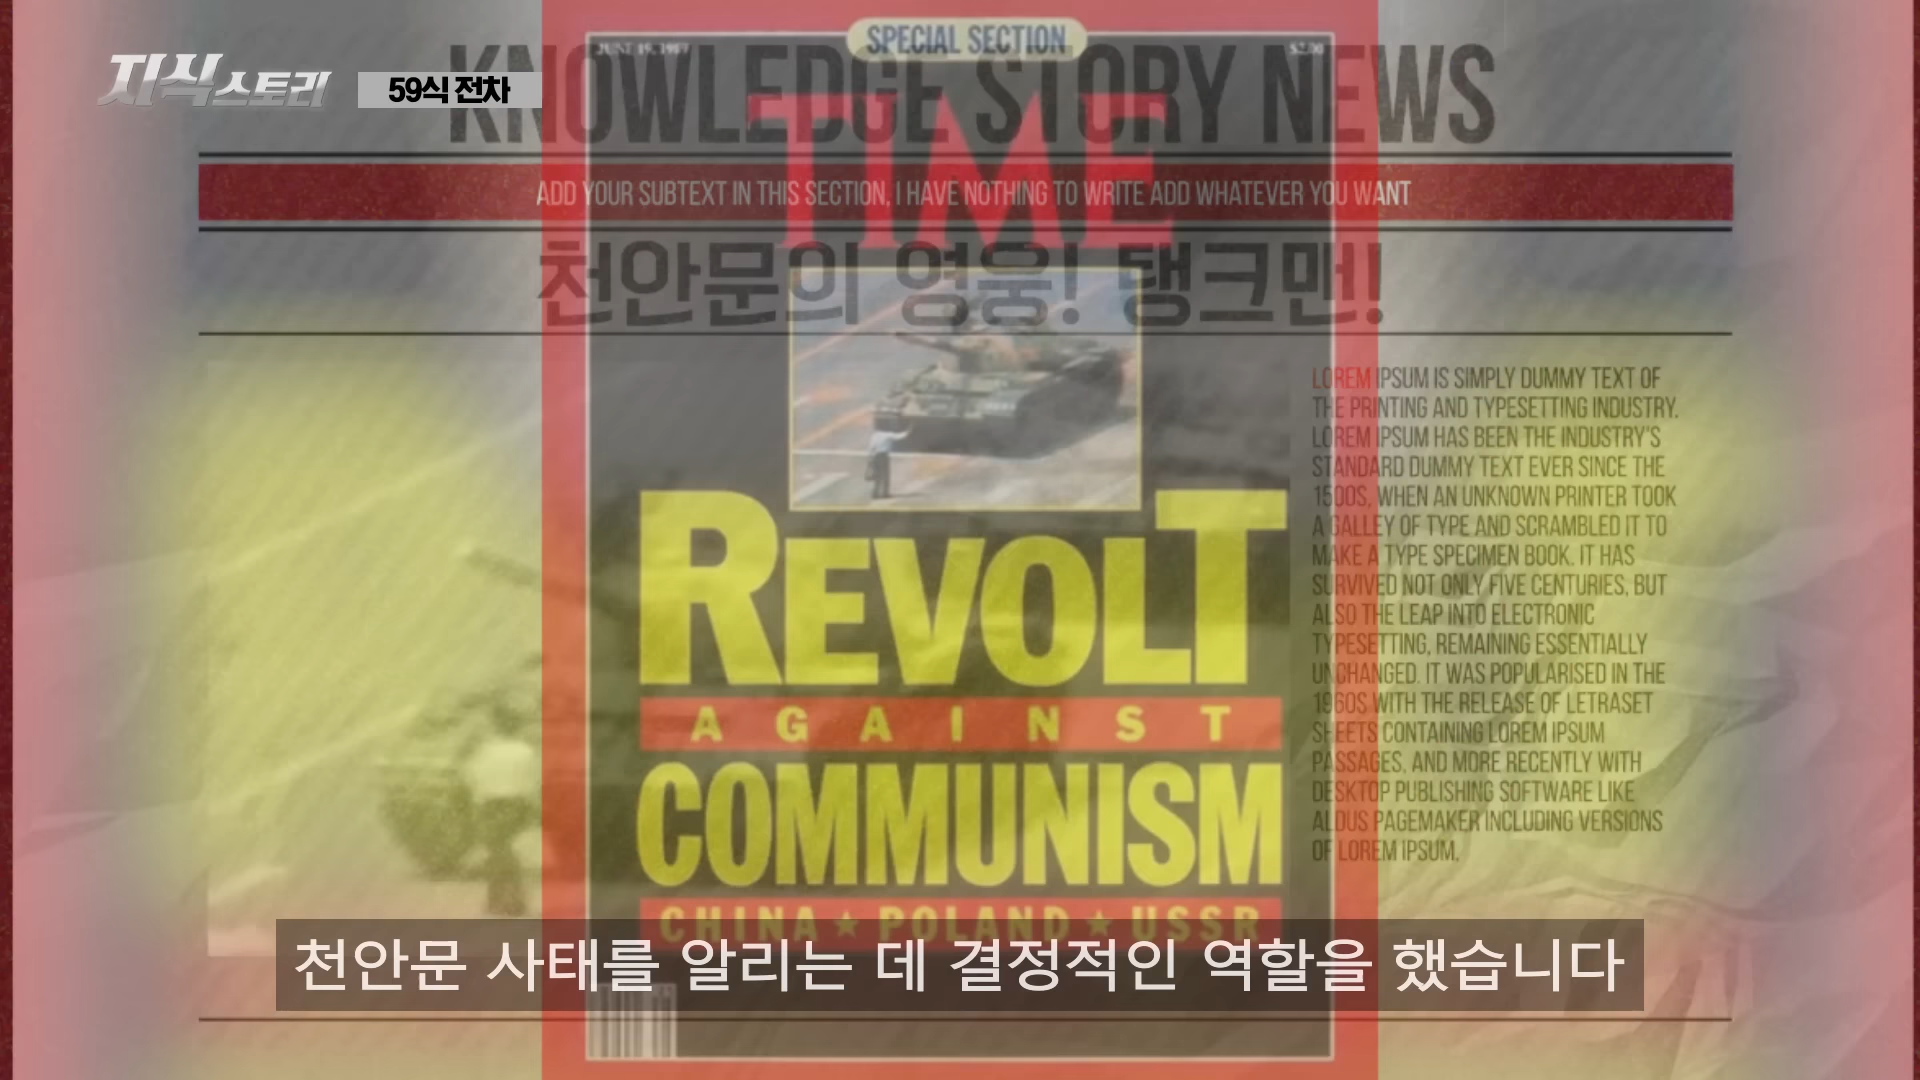 지식스토리
59식 전차
KNOWLEDGE STORY NEWS
ADD YOUR SUBTEXT IN THIS SECTION, I HAVE NOTHING TO WRITE ADD WHATEVER YOU WANT
천안문의 영웅! 탱크맨!
LOREM IPSUM IS SIMPLY DUMMY TEXT OF
THE PRINTING AND TYPESETTING INDUSTRY.
LOREM IPSUM HAS BEEN THE INDUSTRY'S
STANDARD DUMMY TEXT EVER SINCE THE
1500S, WHEN AN UNKNOWN PRINTER TOOK
A GALLEY OF TYPE AND SCRAMBLED IT TO
MAKE A TYPE SPECIMEN BOOK. IT HAS
SURVIVED NOT ONLY FIVE CENTURIES, BUT
ALSO THE LEAP INTO ELECTRONIC
TYPESETTING, REMAINING ESSENTIALLY
UNCHANGED. IT WAS POPULARISED IN THE
1960S WITH THE RELEASE OF LETRASET
SHEETS CONTAINING LOREM IPSUM
PASSAGES, AND MORE RECENTLY WITH
DESKTOP PUBLISHING SOFTWARE LIKE
ALDUS PAGEMAKER INCLUDING VERSIONS
OF LOREM IPSUM.
JUNE 19, 1989
SPECIAL SECTION
$2.00
TIME
REVOLT
AGAINST
COMMUNISM
CHINA ★ POLAND ★ USSR
천안문 사태를 알리는 데 결정적인 역할을 했습니다